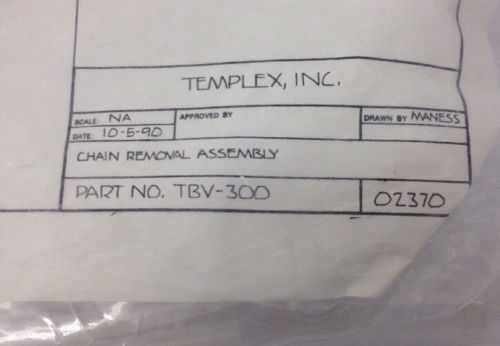 TEMPLEX, INC.
SCALE: NA APPROVED BY DRAWN BY MANESS
DATE: 10-5-90
CHAIN REMOVAL ASSEMBLY
PART NO. TBV-300 02370